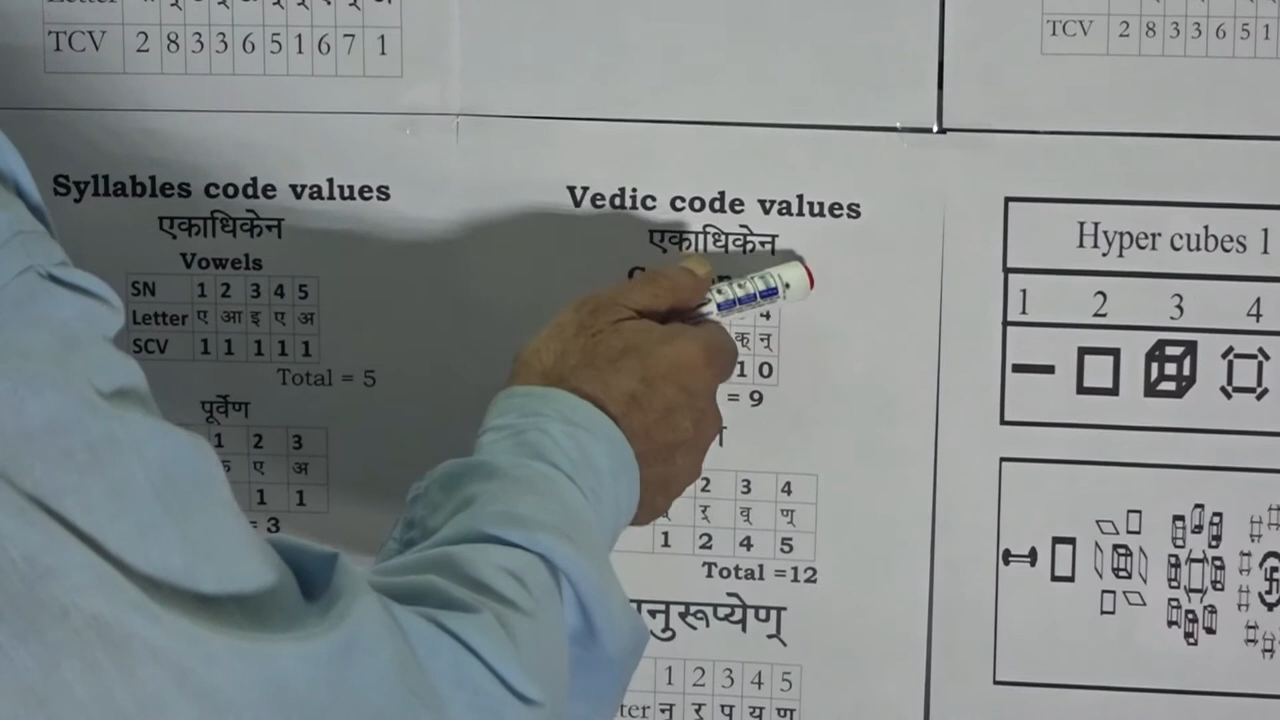 TCV 2 8 3 3 6 5 1 6 7 1
TCV 2 8 3 3 6 5 1
Syllables code values
एकाधिकेन
Vowels
SN 1 2 3 4 5
Letter ए आ इ ए अ
SCV 1 1 1 1 1
Total = 5
पूर्वेण
1 2 3
ए अ
1 1
= 3
Vedic code values
एकाधिकेन
4
क् न्
1 0
= 9
2 3 4
र् व् ण्
1 2 4 5
Total =12
1 2 3 4 5
न र् प य ण
Hyper cubes 1
1 2 3 4